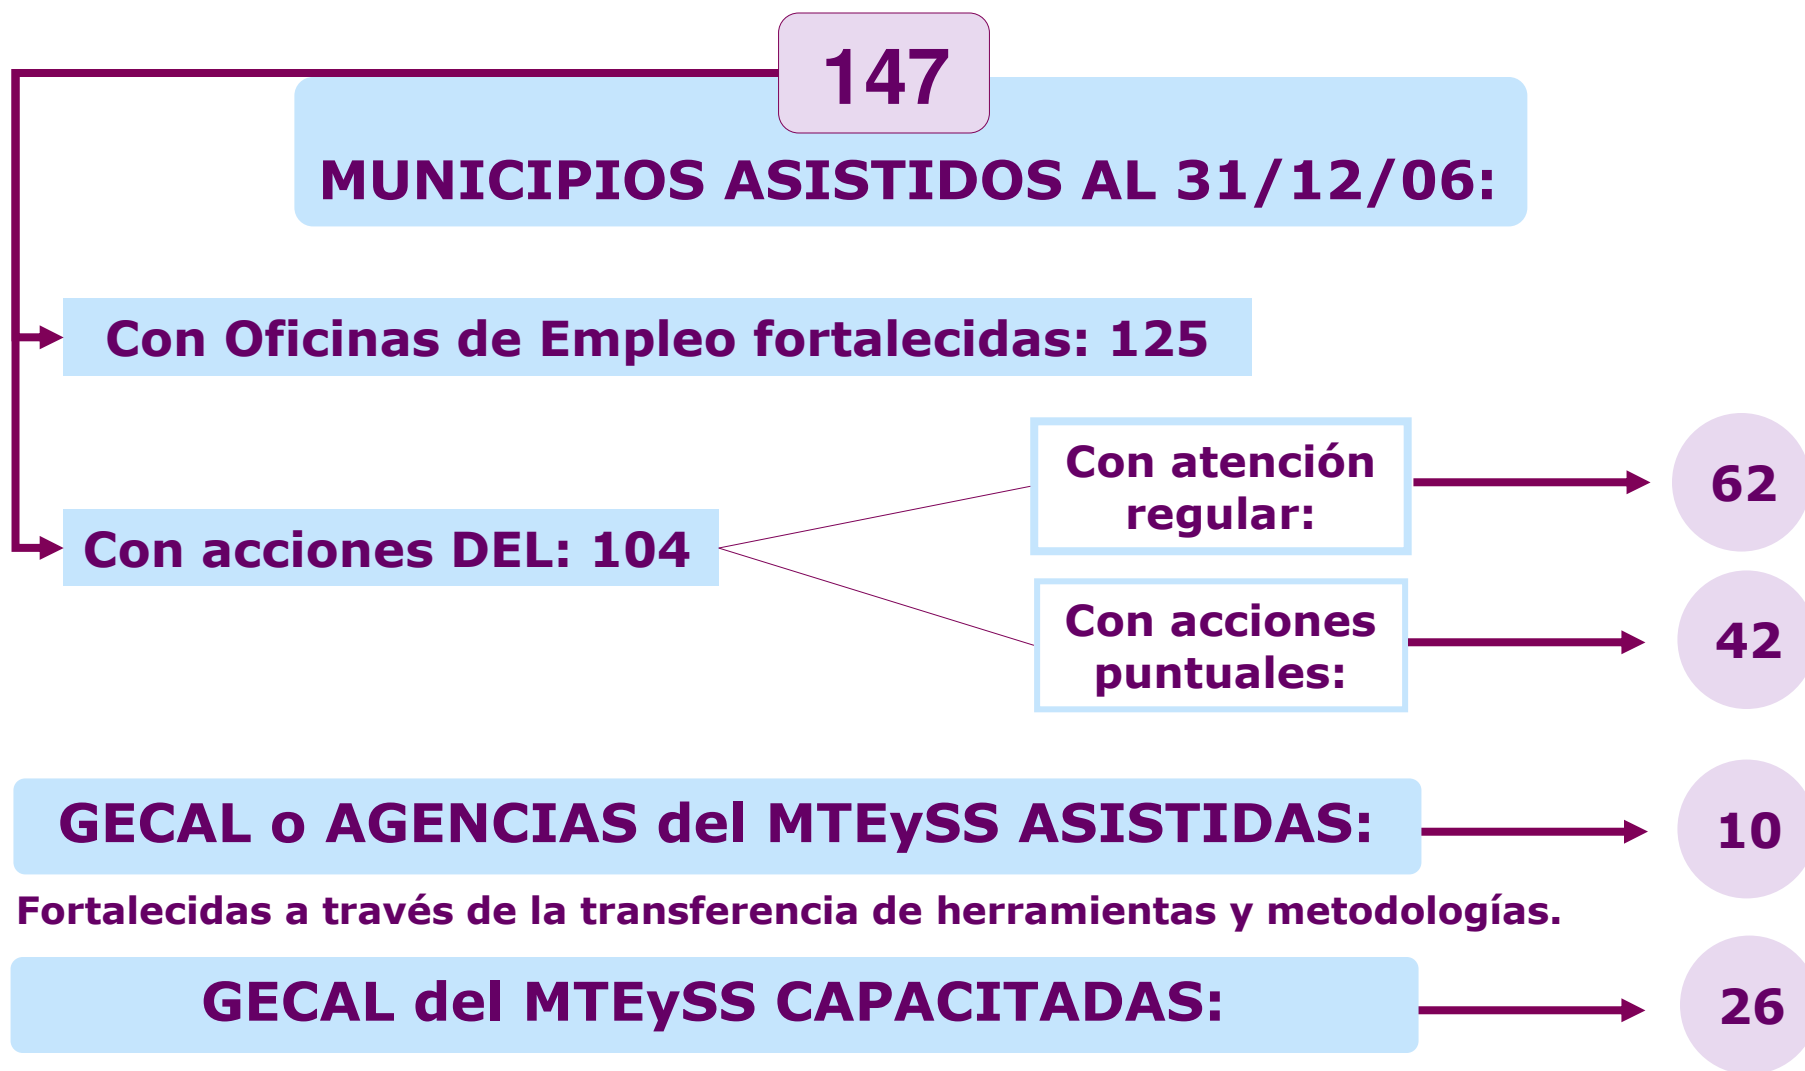 147
MUNICIPIOS ASISTIDOS AL 31/12/06:
Con Oficinas de Empleo fortalecidas: 125
Con acciones DEL: 104
Con atención
regular:
62
Con acciones
puntuales:
42
GECAL o AGENCIAS del MTEySS ASISTIDAS:
10
Fortalecidas a través de la transferencia de herramientas y metodologías.
GECAL del MTEySS CAPACITADAS:
26